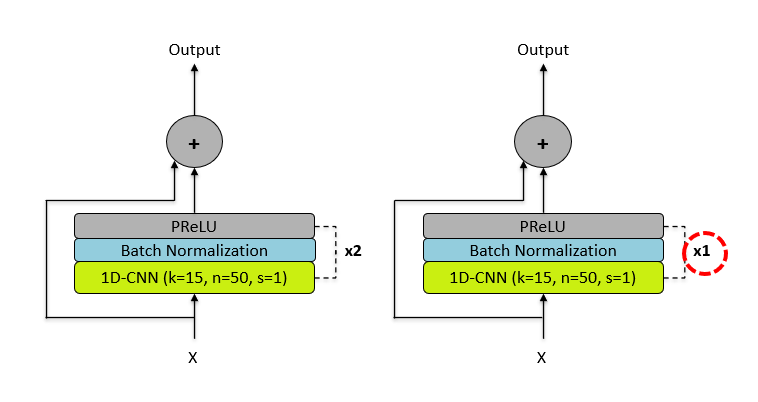 Output
+
PReLU
Batch Normalization
1D-CNN (k=15, n=50, s=1)
x2
X
Output
+
PReLU
Batch Normalization
1D-CNN (k=15, n=50, s=1)
x1
X